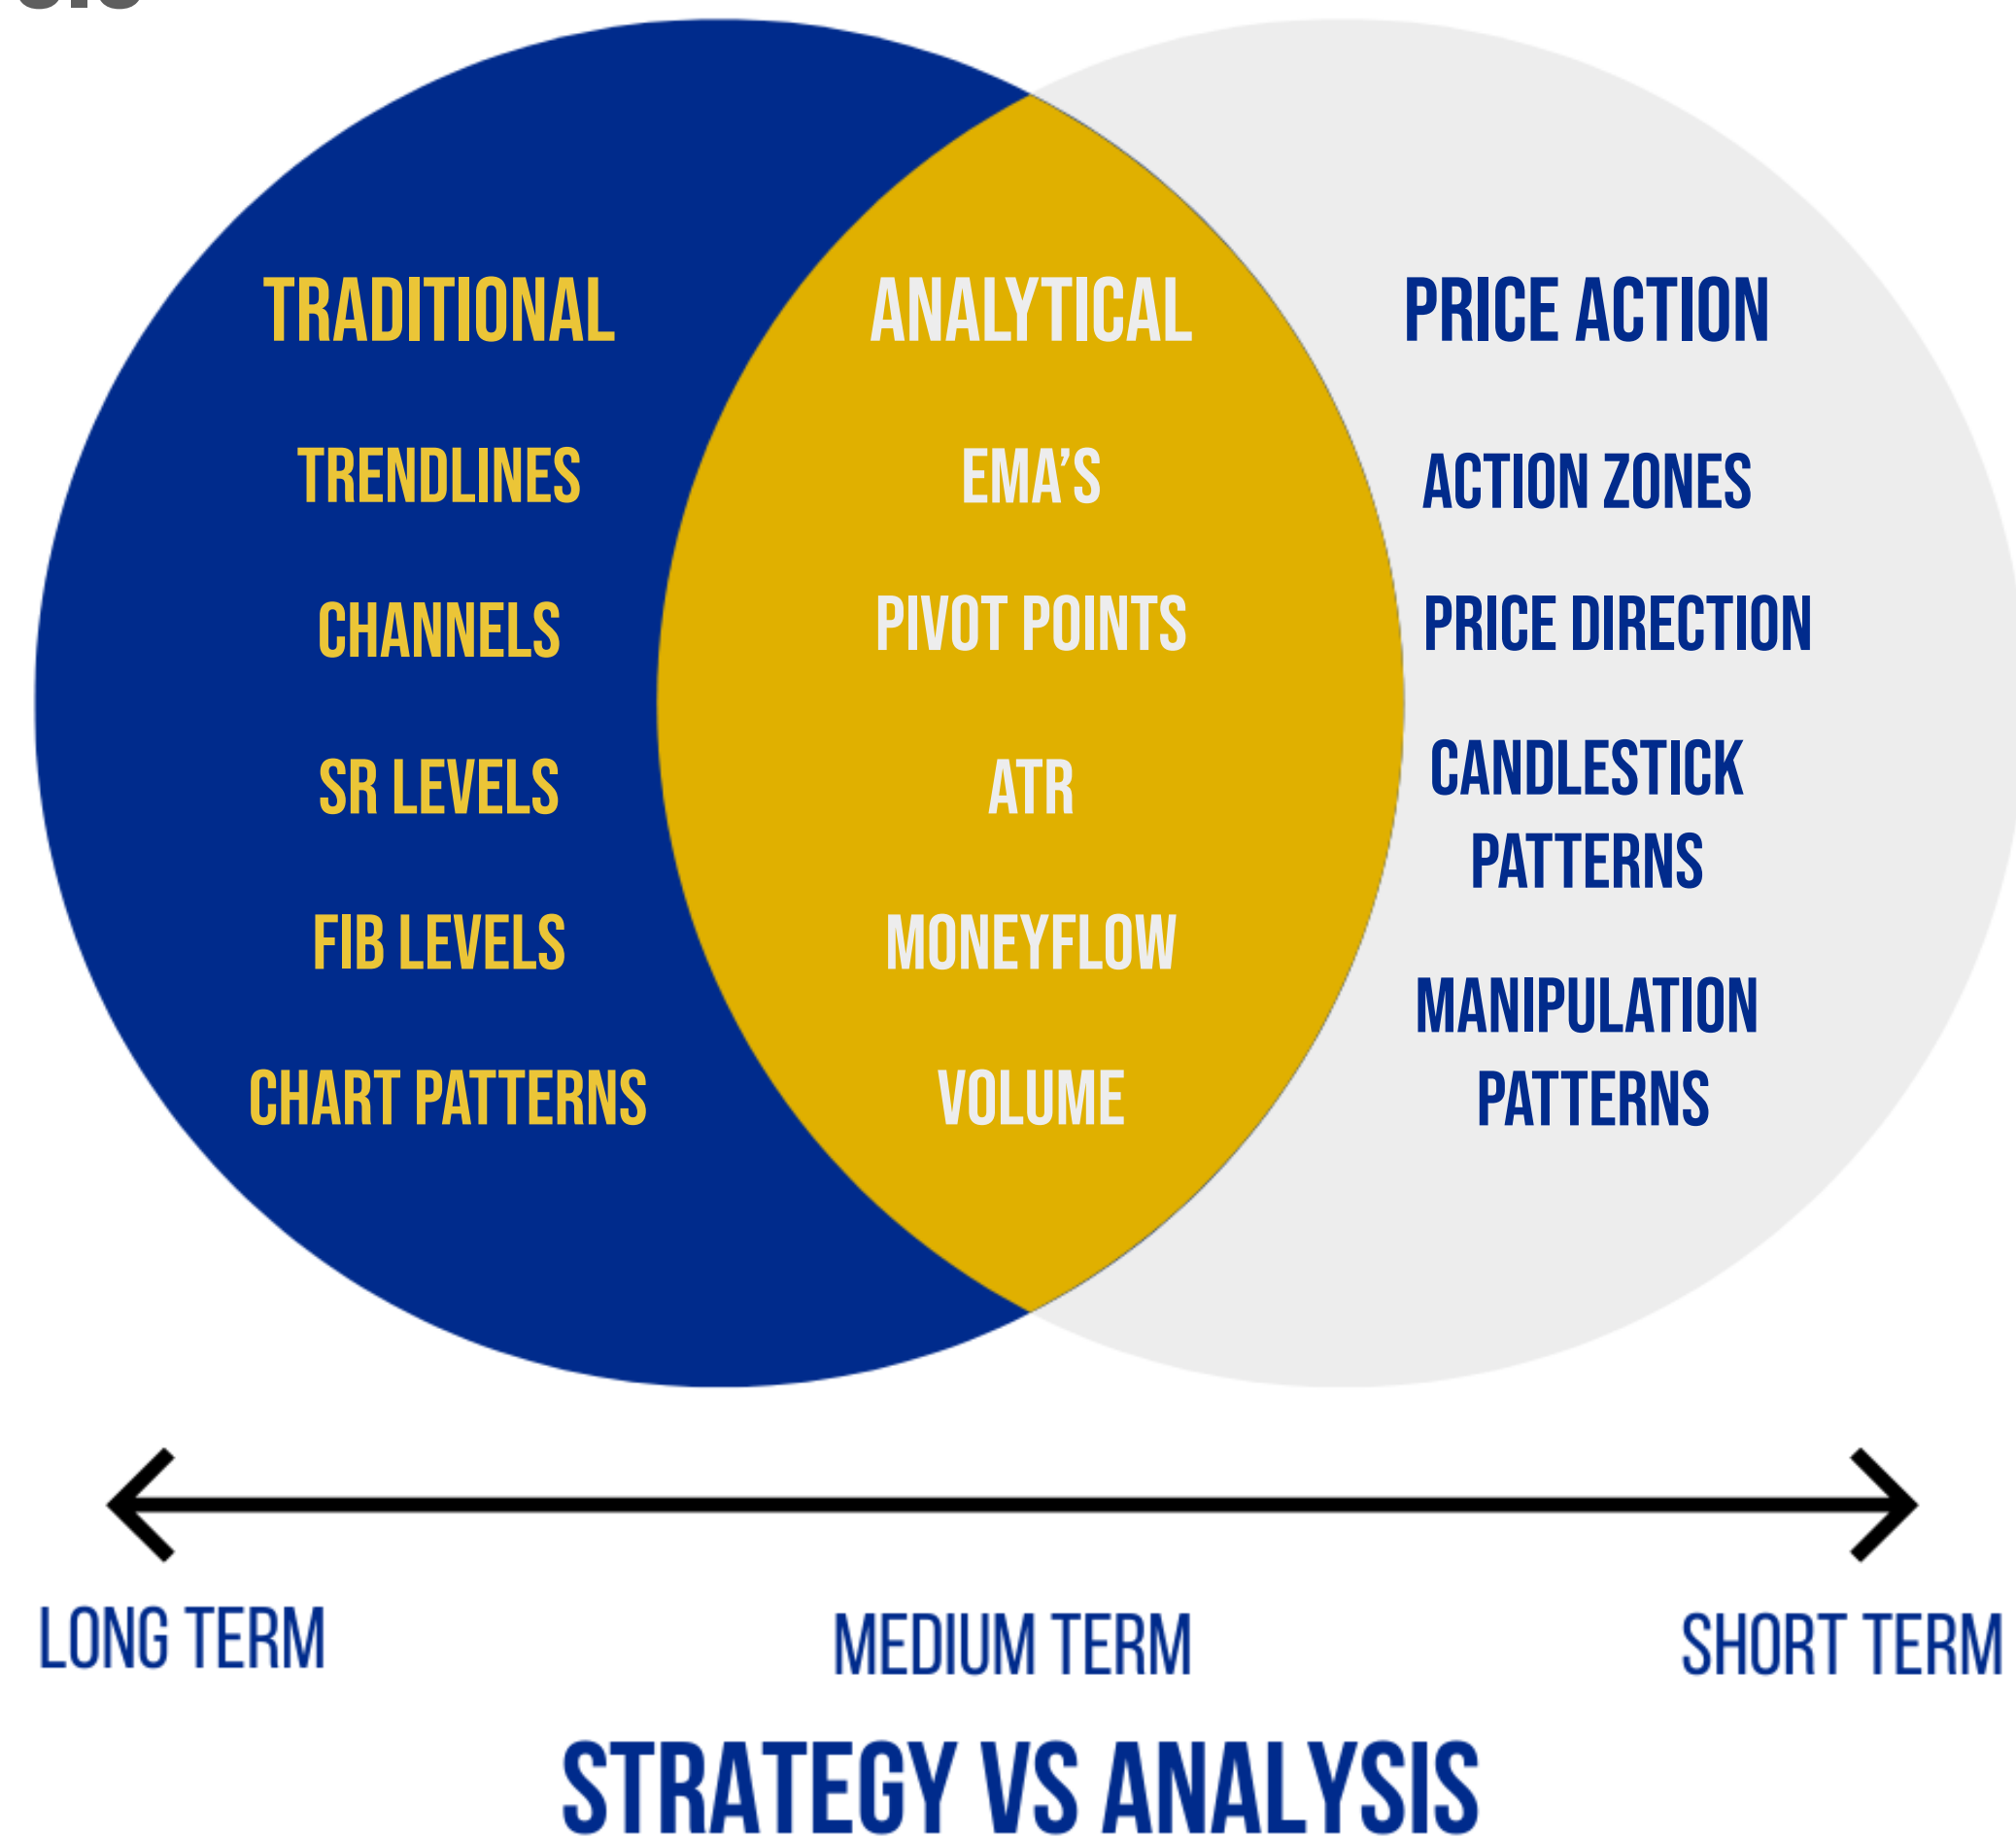 TRADITIONAL
TRENDLINES
CHANNELS
SR LEVELS
FIB LEVELS
CHART PATTERNS
ANALYTICAL
EMA'S
PIVOT POINTS
ATR
MONEYFLOW
VOLUME
PRICE ACTION
ACTION ZONES
PRICE DIRECTION
CANDLESTICK
PATTERNS
MANIPULATION
PATTERNS
LONG TERM
MEDIUM TERM
SHORT TERM
STRATEGY VS ANALYSIS